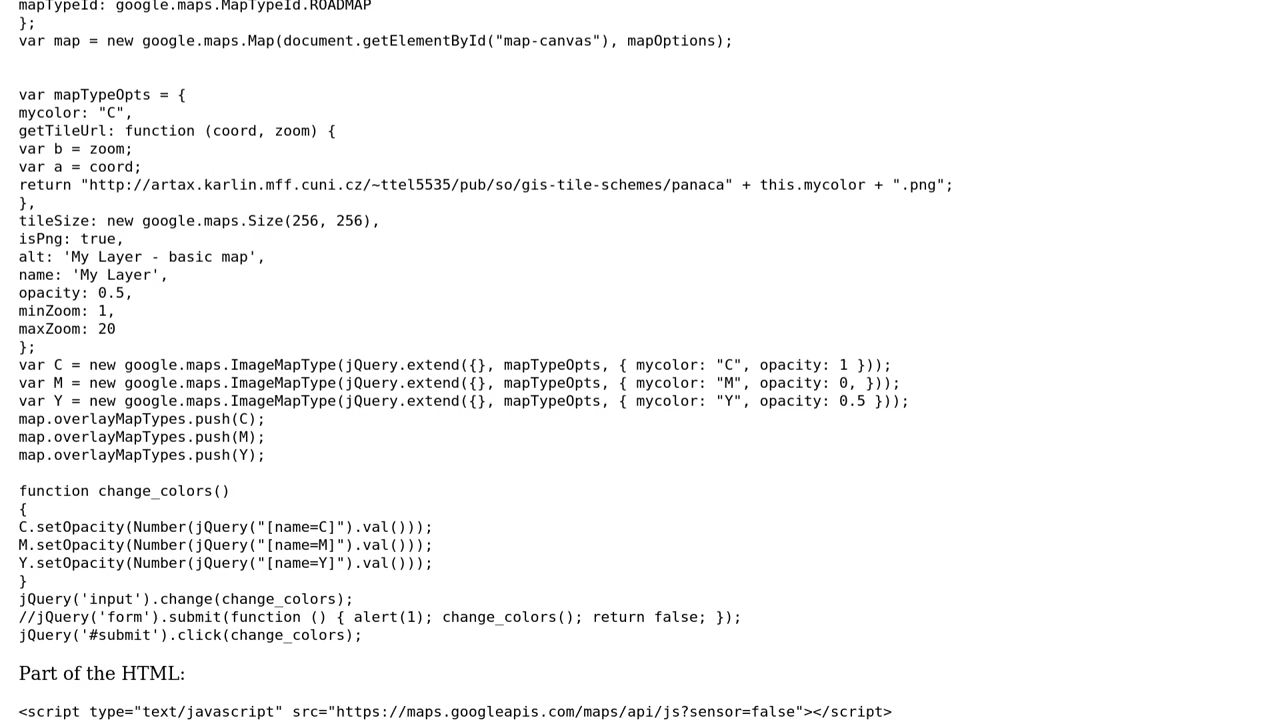 mapTypeId: google.maps.MapTypeId.ROADMAP
};
var map = new google.maps.Map(document.getElementById("map-canvas"), mapOptions);
var mapTypeOpts = {
mycolor: "C",
getTileUrl: function (coord, zoom) {
var b = zoom;
var a = coord;
return "http://artax.karlin.mff.cuni.cz/~ttel5535/pub/so/gis-tile-schemes/panaca" + this.mycolor + ".png";
},
tileSize: new google.maps.Size(256, 256),
isPng: true,
alt: 'My Layer - basic map',
name: 'My Layer',
opacity: 0.5,
minZoom: 1,
maxZoom: 20
};
var C = new google.maps.ImageMapType(jQuery.extend({}, mapTypeOpts, { mycolor: "C", opacity: 1 }));
var M = new google.maps.ImageMapType(jQuery.extend({}, mapTypeOpts, { mycolor: "M", opacity: 0, }));
var Y = new google.maps.ImageMapType(jQuery.extend({}, mapTypeOpts, { mycolor: "Y", opacity: 0.5 }));
map.overlayMapTypes.push(C);
map.overlayMapTypes.push(M);
map.overlayMapTypes.push(Y);
function change_colors()
{
C.setOpacity(Number(jQuery("[name=C]").val()));
M.setOpacity(Number(jQuery("[name=M]").val()));
Y.setOpacity(Number(jQuery("[name=Y]").val()));
}
jQuery('input').change(change_colors);
//jQuery('form').submit(function () { alert(1); change_colors(); return false; });
jQuery('#submit').click(change_colors);
Part of the HTML:
<script type="text/javascript" src="https://maps.googleapis.com/maps/api/js?sensor=false"></script>